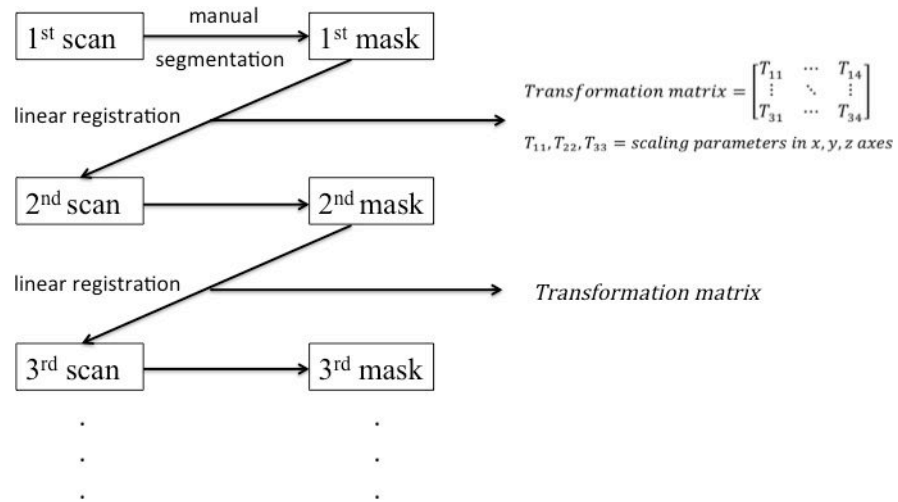 manual
1st scan
1st mask
segmentation
Transformation matrix = [T11 ⋯ T14
⋮ ⋱ ⋮
T31 ⋯ T34]
linear registration
T11, T22, T33 = scaling parameters in x, y, z axes
2nd scan
2nd mask
linear registration
Transformation matrix
3rd scan
3rd mask
. .
. .
. .